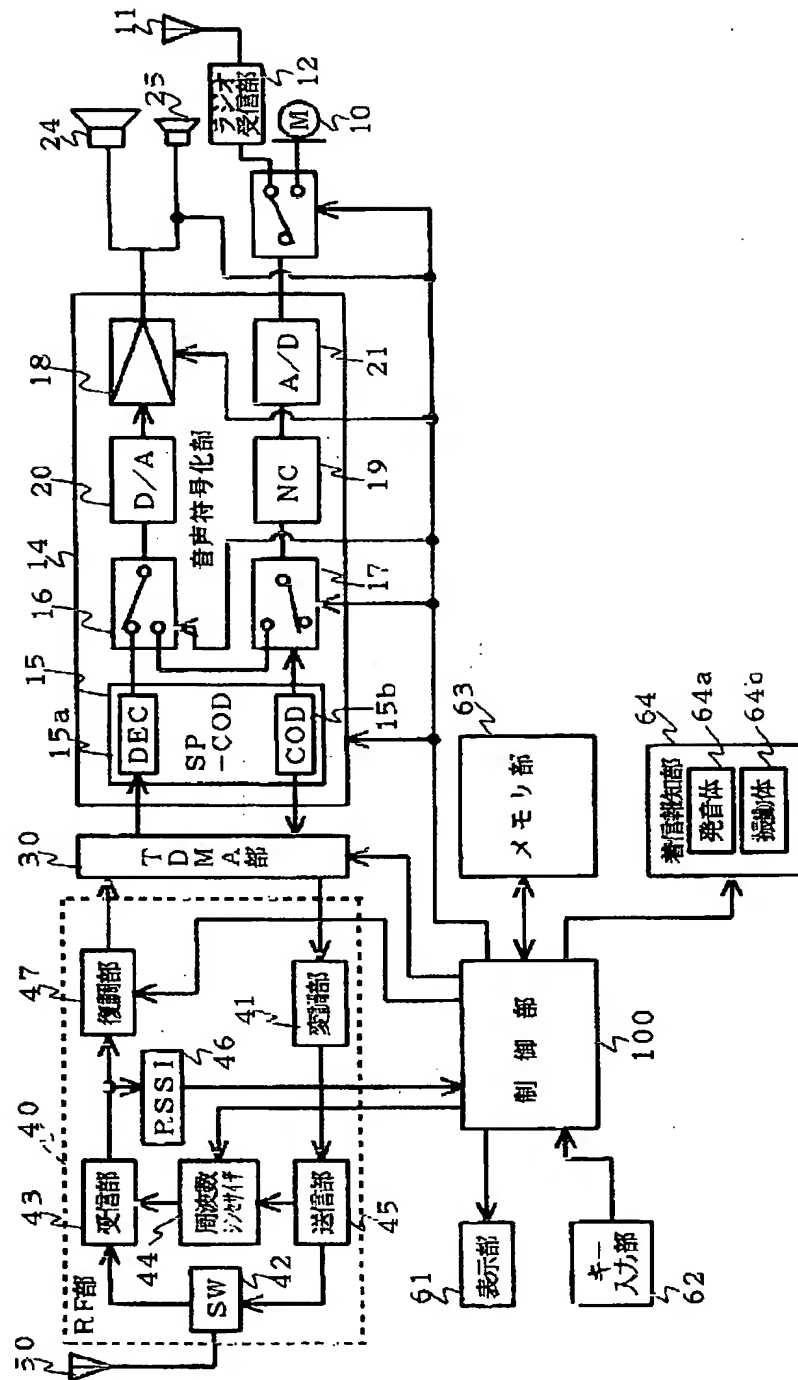 24
25
11
ラジオ
受信部
12
M
10
18
20
D/A
音声符号化部
14
16
A/D
21
NC
19
17
15
15a
DEC
SP
-COD
COD
15b
30
TDMA部
47
復調部
41
変調部
RSSI
46
40
43
受信部
周波数
シンセサイザ
44
送信部
45
RF部
SW
42
50
63
メモリ部
64
着信報知部
64a
発音体
64b
振動体
制御部
100
61
表示部
キー
入力部
62